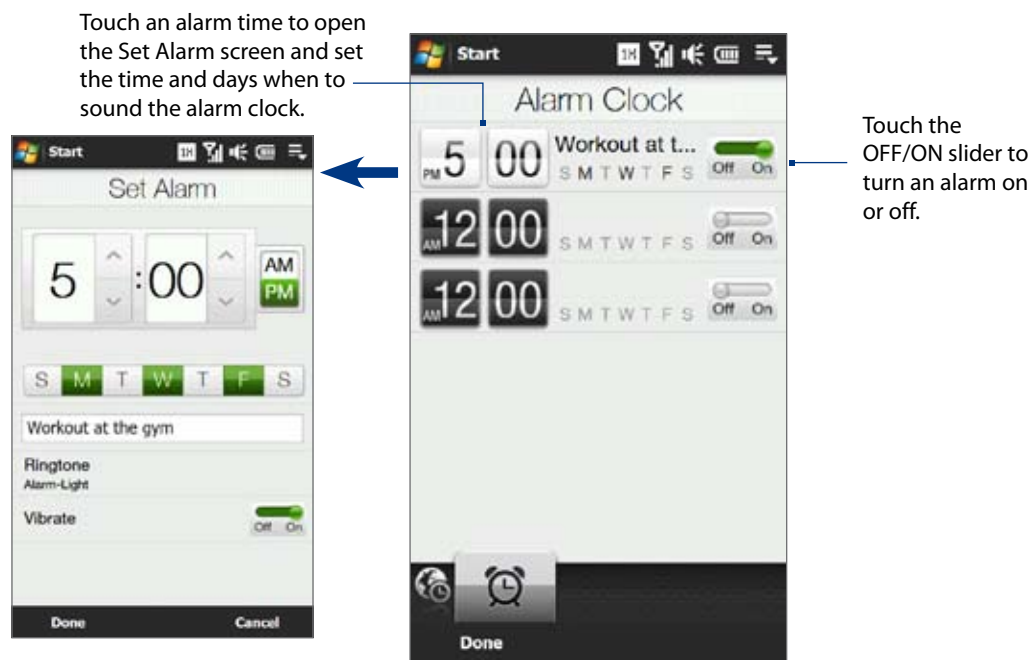 Touch an alarm time to open
the Set Alarm screen and set
the time and days when to
sound the alarm clock.
Start
Set Alarm
5 : 00 AM
PM
S M T W T F S
Workout at the gym
Ringtone
Alarm-Light
Vibrate
Off On
Done Cancel
Start 1H
Alarm Clock
PM 5 00 Workout at t...
S M T W T F S Off On
AM 12 00 S M T W T F S Off On
AM 12 00 S M T W T F S Off On
Done
Touch the
OFF/ON slider to
turn an alarm on
or off.